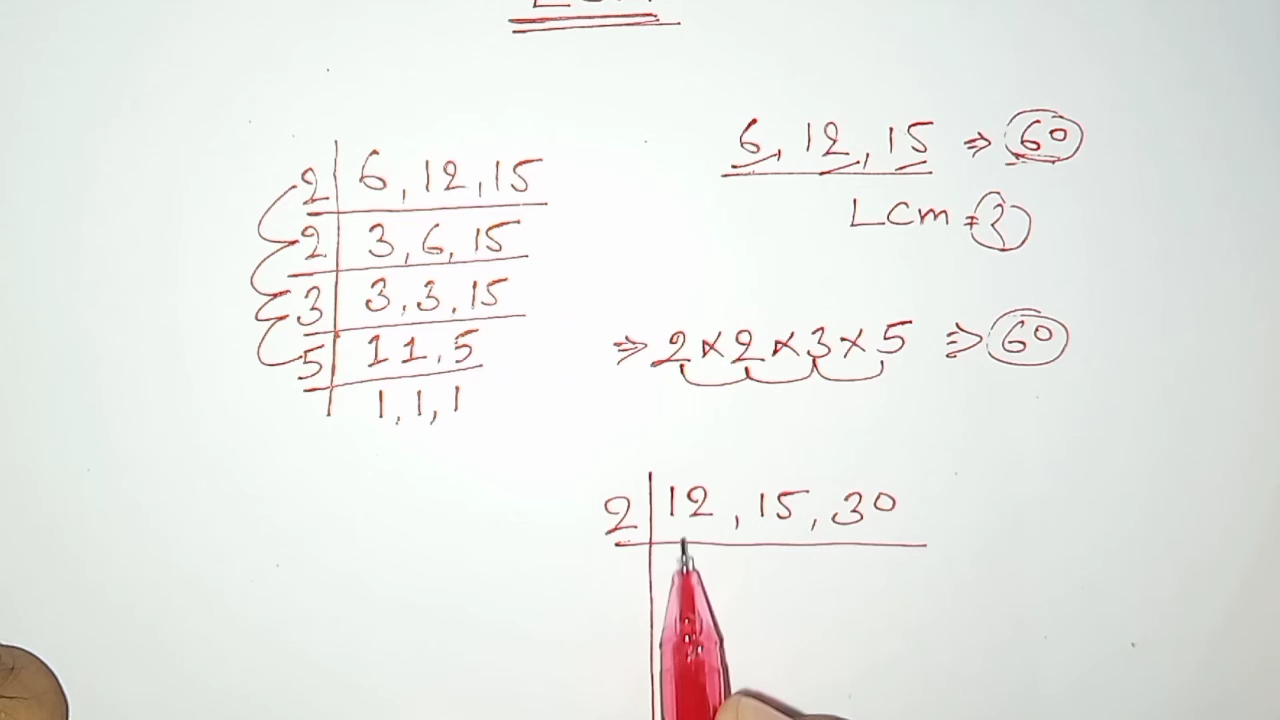 2 | 6, 12, 15
2 | 3, 6, 15
3 | 3, 3, 15
5 | 1 1, 5
1, 1, 1
6, 12, 15 ⇒ 60
LCm =
⇒ 2 × 2 × 3 × 5 ⇒ 60
2 | 12, 15, 30